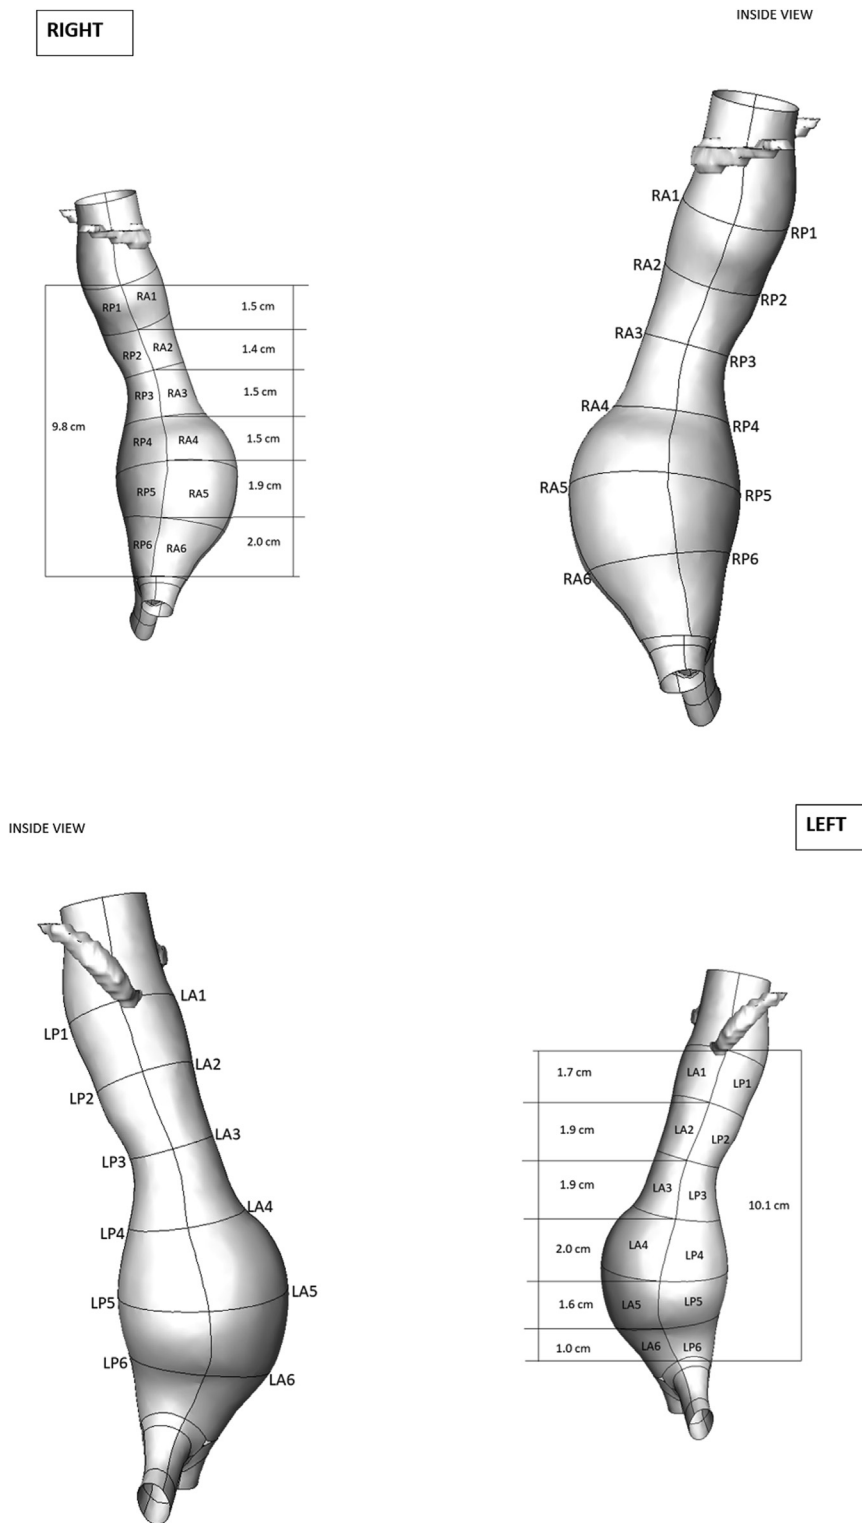 RIGHT
INSIDE VIEW
RA1
RP1
RA2
RP2
RA3
RP3
RA4
RP4
RA5
RP5
RA6
RP6
RP1 RA1 1.5 cm
RP2 RA2 1.4 cm
RP3 RA3 1.5 cm
9.8 cm RP4 RA4 1.5 cm
RP5 RA5 1.9 cm
RP6 RA6 2.0 cm
INSIDE VIEW
LEFT
LA1
LP1
LA2
LP2
LA3
LP3
LA4
LP4
LA5
LP5
LP6
LA6
1.7 cm LA1 LP1
1.9 cm LA2 LP2
1.9 cm LA3 LP3 10.1 cm
2.0 cm LA4 LP4
1.6 cm LA5 LP5
1.0 cm LA6 LP6